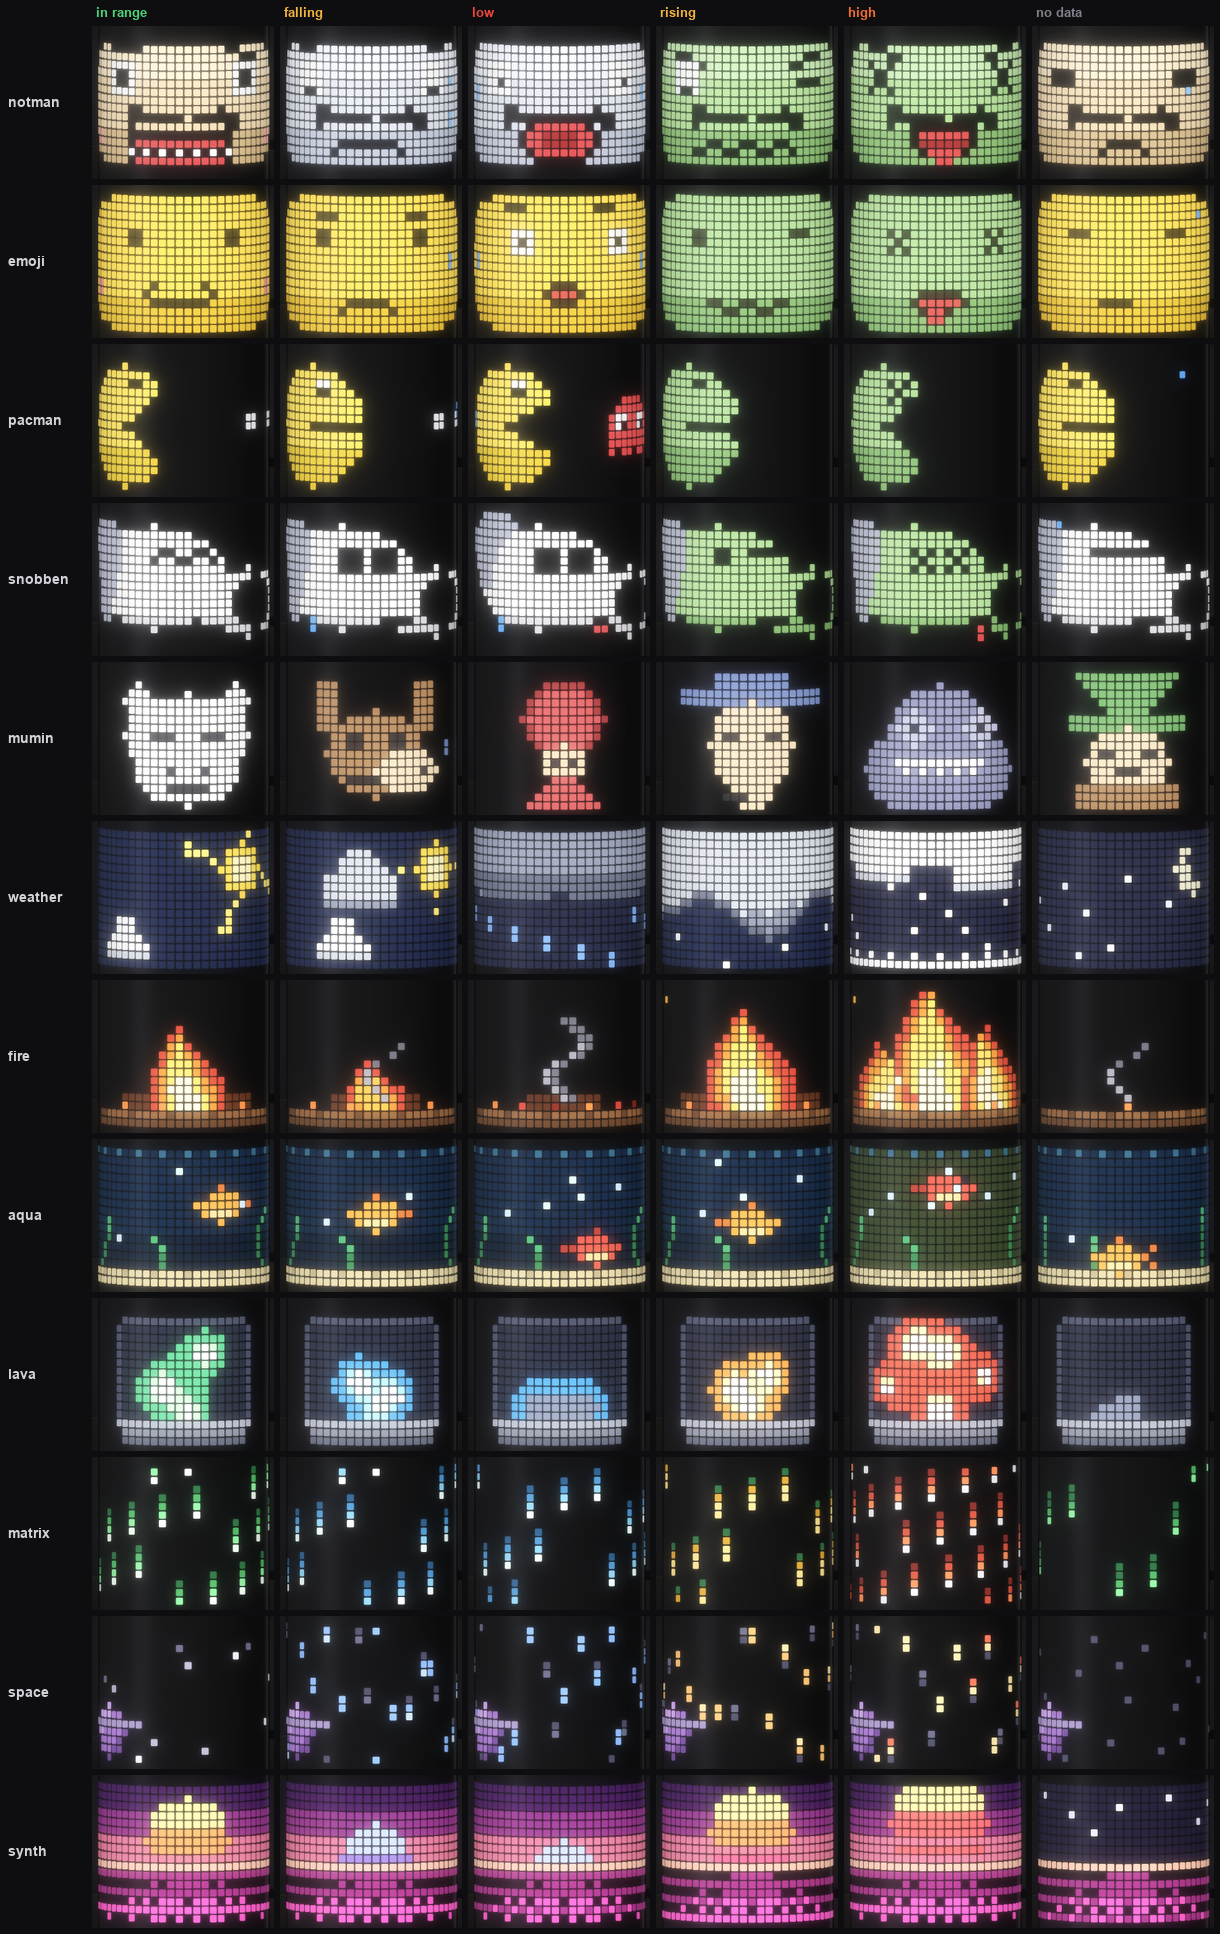 in range falling low rising high no data
notman
emoji
pacman
snobben
mumin
weather
fire
aqua
lava
matrix
space
synth